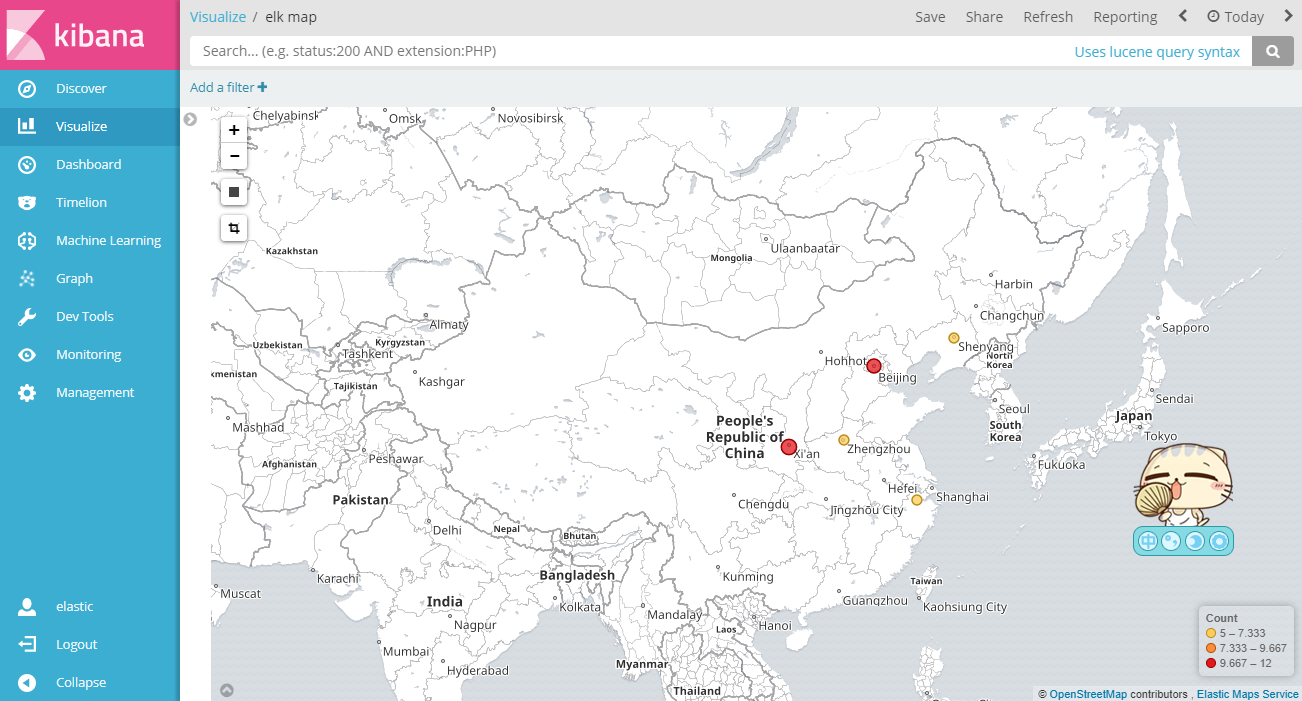 kibana
Discover
Visualize
Dashboard
Timelion
Machine Learning
Graph
Dev Tools
Monitoring
Management
elastic
Logout
Collapse
Visualize / elk map
Save Share Refresh Reporting Today
Search... (e.g. status:200 AND extension:PHP)
Uses lucene query syntax
Add a filter
+
−
Chelyabinsk
Omsk
Novosibirsk
Kazakhstan
Ulaanbaatar
Mongolia
Harbin
Changchun
Almaty
Sapporo
Uzbekistan
Kyrgyzstan
Tashkent
Shenyang
North
Korea
Hohhot
Beijing
kmenistan
Tajikistan
Kashgar
Sendai
Seoul
Japan
South
Korea
Tokyo
Mashhad
People's
Republic of
China
Xi'an
Zhengzhou
Peshawar
Afghanistan
Fukuoka
Pakistan
Hefei
Shanghai
Chengdu
Jingzhou City
Delhi
Nepal
Bhutan
Bangladesh
Karachi
Kunming
Taiwan
Muscat
India
Kolkata
Mandalay
Guangzhou
Kaohsiung City
Nagpur
Laos
Hanoi
Mumbai
Hyderabad
Myanmar
Thailand
Count
5 – 7.333
7.333 – 9.667
9.667 – 12
© OpenStreetMap contributors , Elastic Maps Service